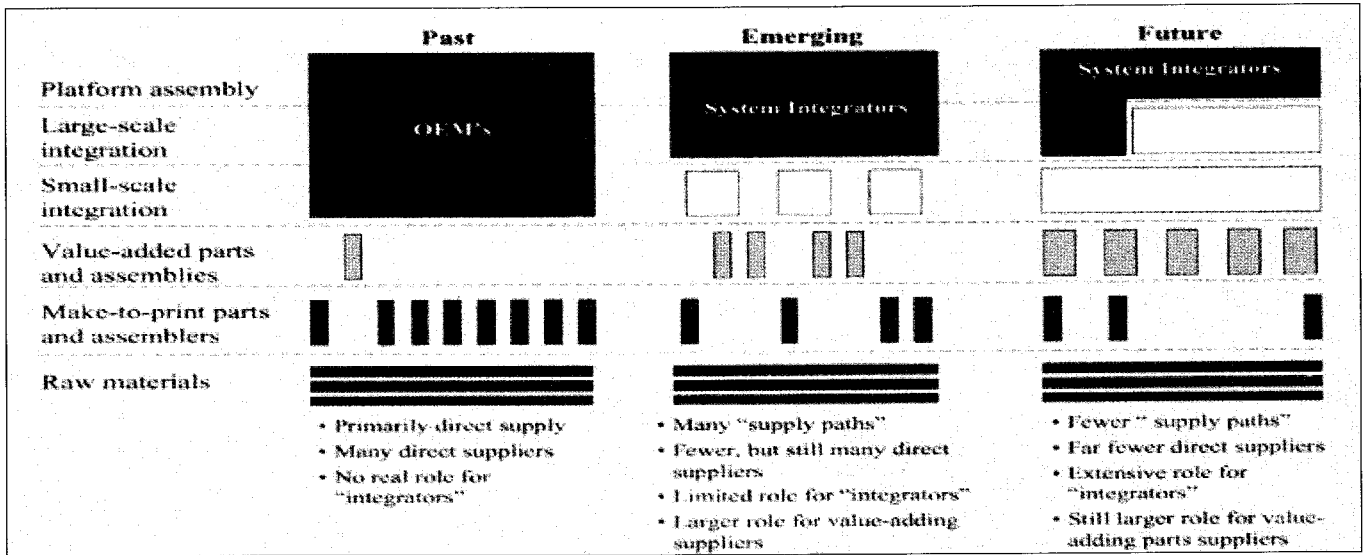 Past
Emerging
Future
Platform assembly
Large-scale
integration
Small-scale
integration
Value-added parts
and assemblies
Make-to-print parts
and assemblers
Raw materials
OEM's
System Integrators
System Integrators
• Primarily direct supply
• Many direct suppliers
• No real role for
"integrators"
• Many "supply paths"
• Fewer, but still many direct
suppliers
• Limited role for "integrators"
• Larger role for value-adding
suppliers
• Fewer " supply paths"
• Far fewer direct suppliers
• Extensive role for
"integrators"
• Still larger role for value-
adding parts suppliers